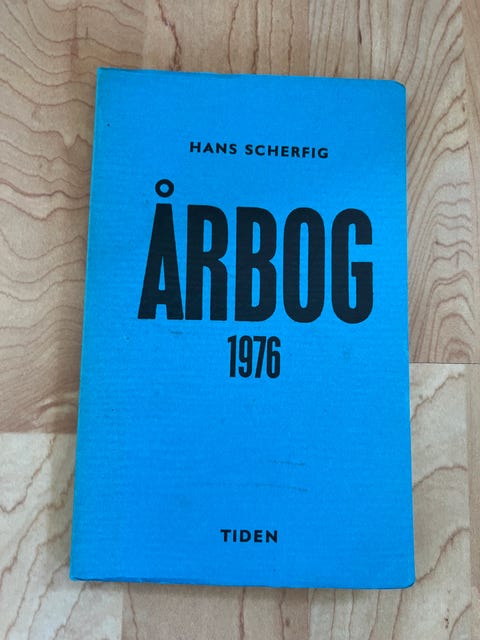 HANS SCHERFIG
ÅRBOG
1976
TIDEN